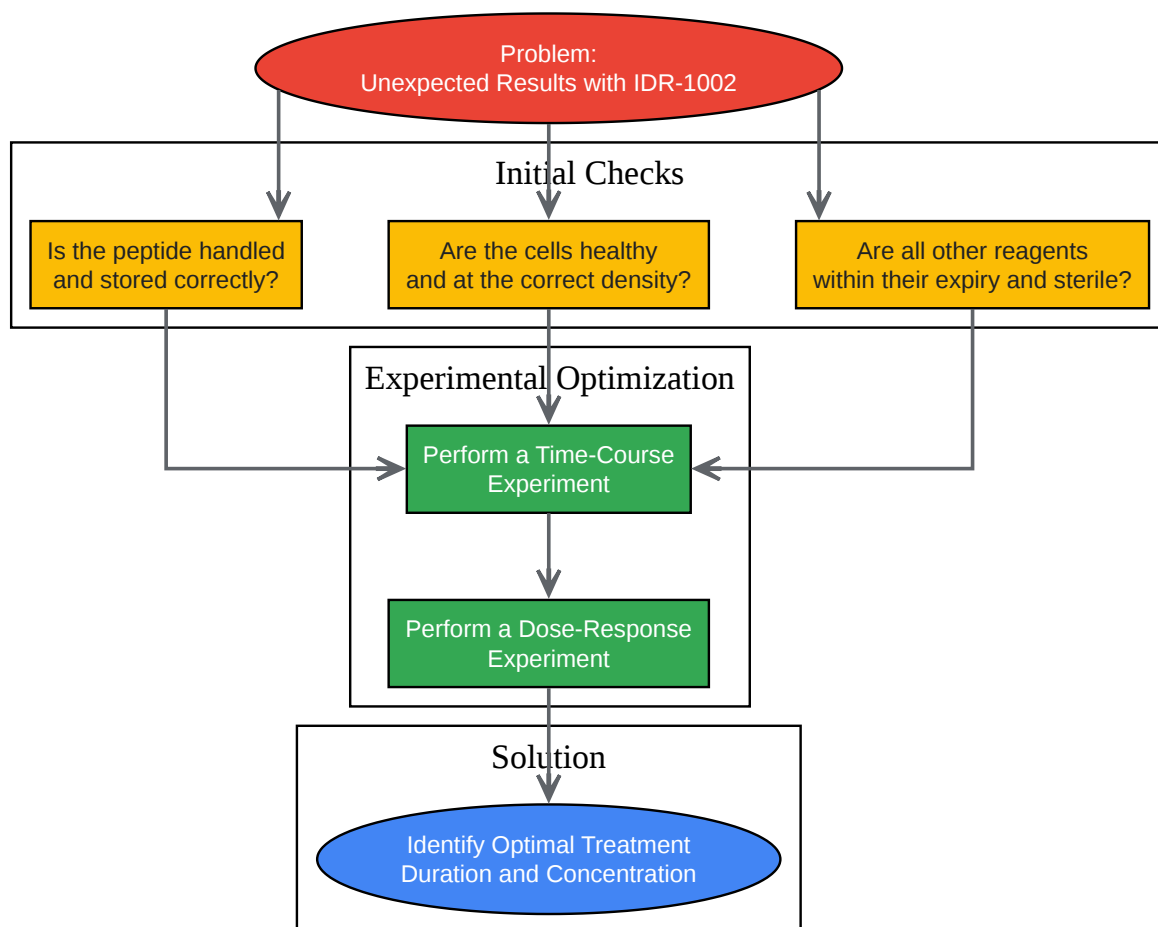 Problem:
Unexpected Results with IDR-1002
Initial Checks
Is the peptide handled
and stored correctly?
Are the cells healthy
and at the correct density?
Are all other reagents
within their expiry and sterile?
Experimental Optimization
Perform a Time-Course
Experiment
Perform a Dose-Response
Experiment
Solution
Identify Optimal Treatment
Duration and Concentration